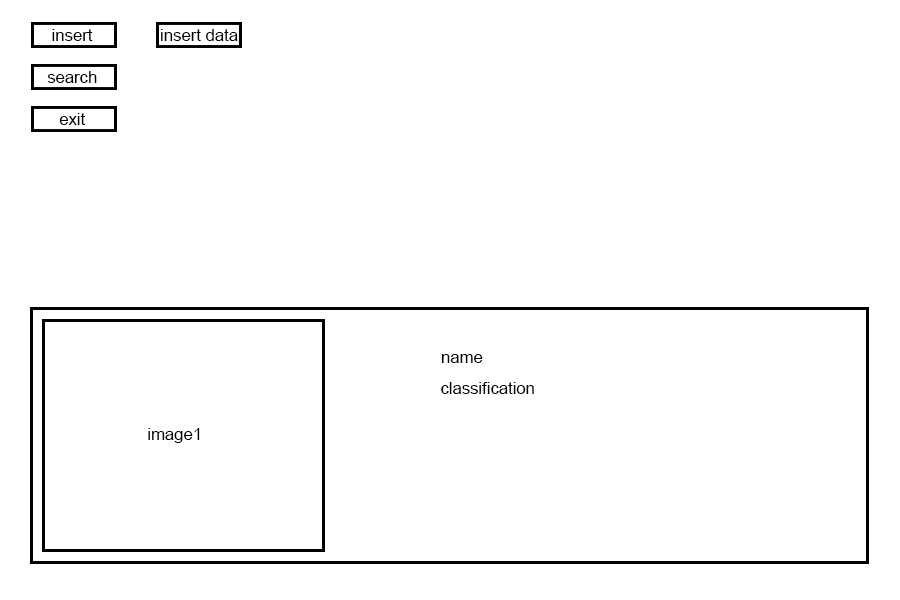 insert
insert data
search
exit
name
classification
image1